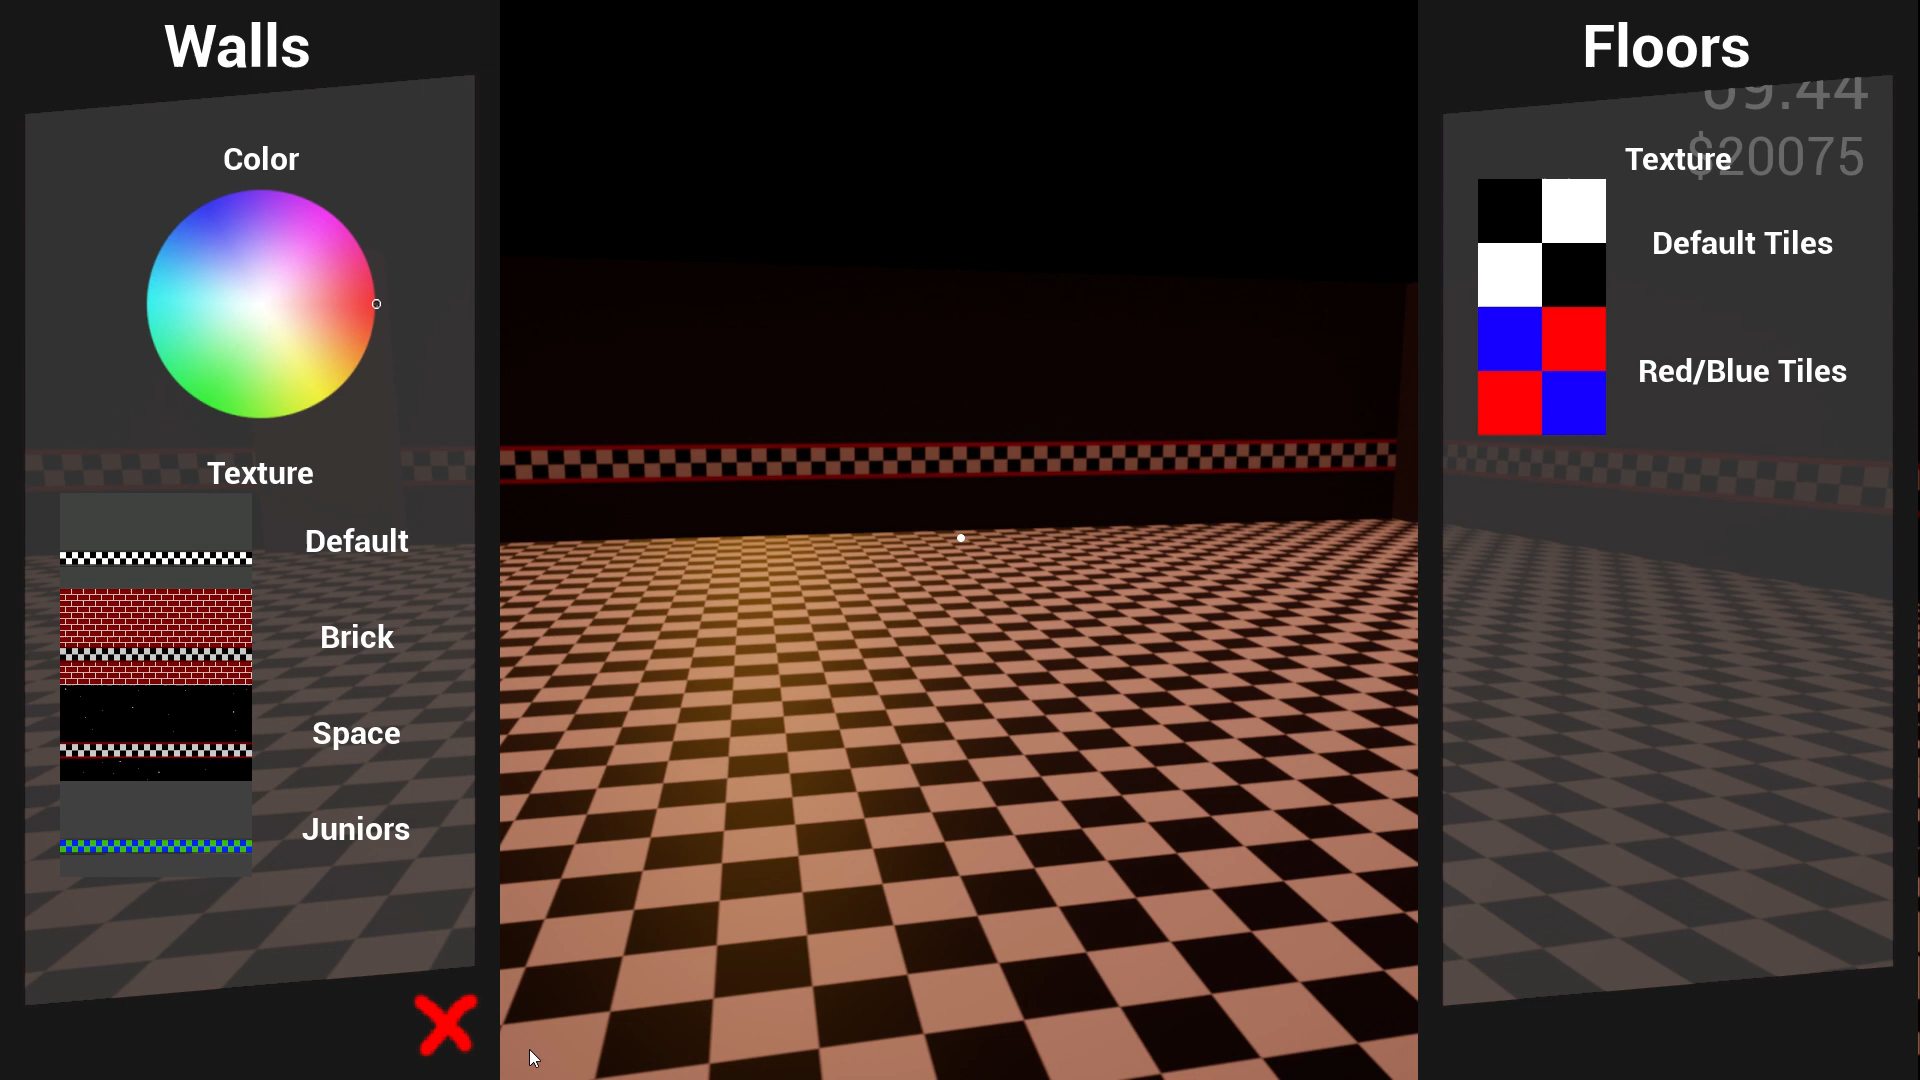 Walls
Color
Texture
Default
Brick
Space
Juniors
Floors
$20075
Texture
Default Tiles
Red/Blue Tiles